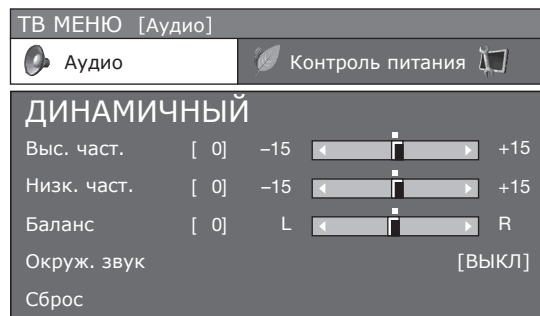 ТВ МЕНЮ [Аудио]
Аудио Контроль питания
ДИНАМИЧНЫЙ
Выс. част. [ 0] –15 +15
Низк. част. [ 0] –15 +15
Баланс [ 0] L R
Окруж. звук [ВЫКЛ]
Сброс